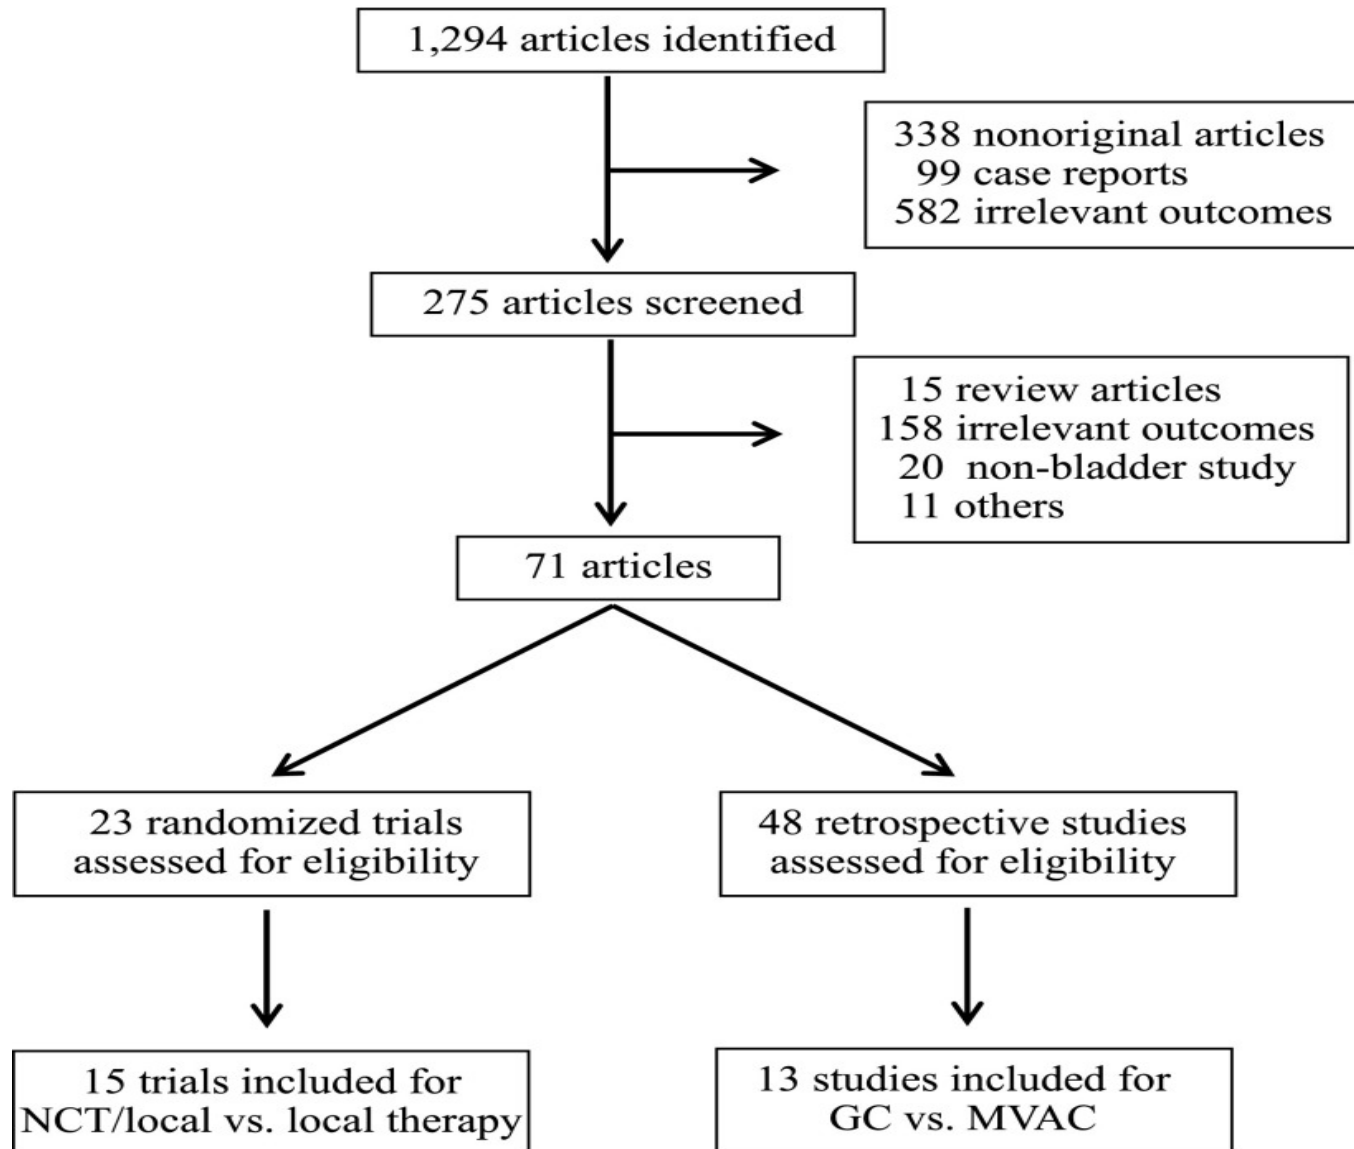 1,294 articles identified
338 nonoriginal articles
99 case reports
582 irrelevant outcomes
275 articles screened
15 review articles
158 irrelevant outcomes
20 non-bladder study
11 others
71 articles
23 randomized trials
assessed for eligibility
48 retrospective studies
assessed for eligibility
15 trials included for
NCT/local vs. local therapy
13 studies included for
GC vs. MVAC